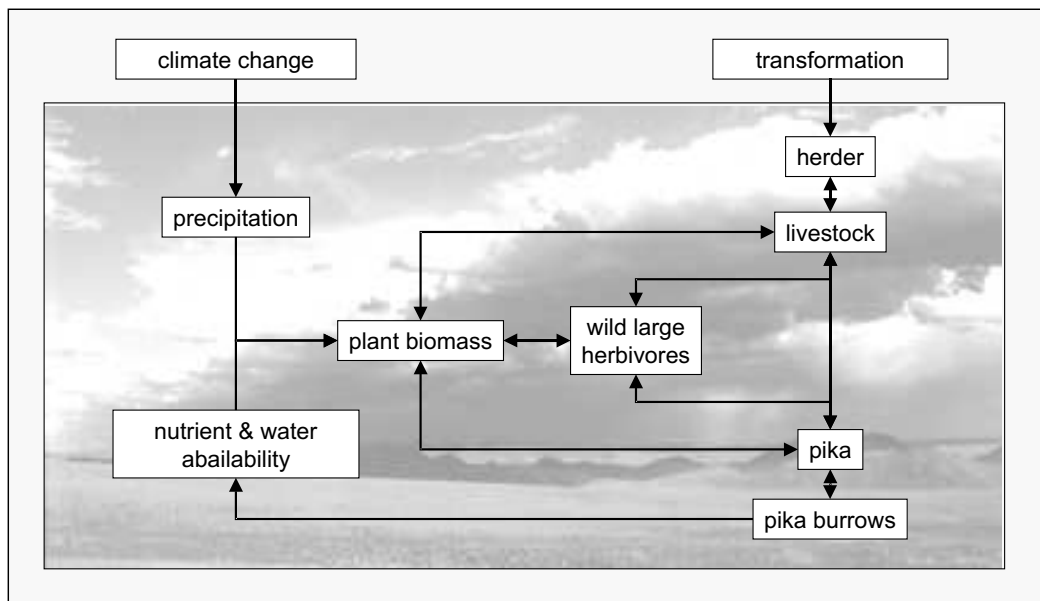 climate change
transformation
herder
precipitation
livestock
plant biomass
wild large
herbivores
nutrient & water
abailability
pika
pika burrows